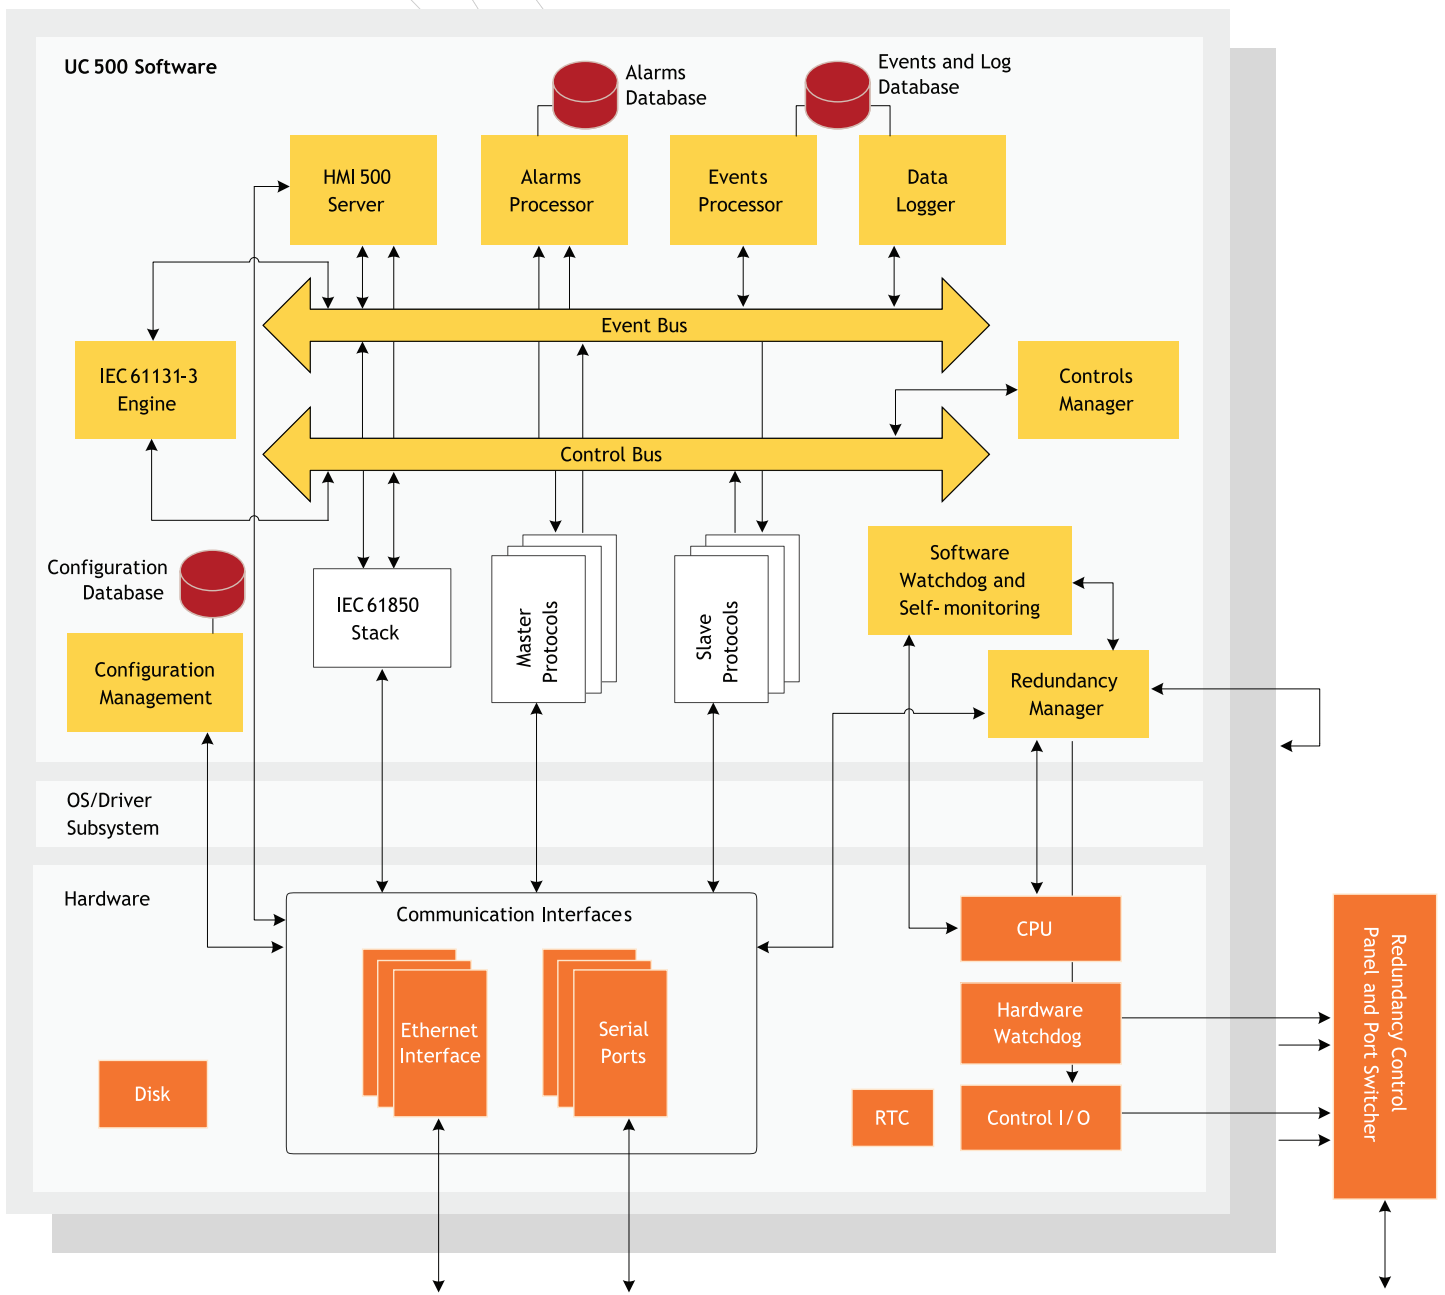 UC 500 Software
Alarms
Database
Events and Log
Database
HMI 500
Server
Alarms
Processor
Events
Processor
Data
Logger
Event Bus
IEC 61131-3
Engine
Controls
Manager
Control Bus
Configuration
Database
IEC 61850
Stack
Master
Protocols
Slave
Protocols
Software
Watchdog and
Self- monitoring
Configuration
Management
Redundancy
Manager
OS/Driver
Subsystem
Hardware
Communication Interfaces
CPU
Ethernet
Interface
Serial
Ports
Hardware
Watchdog
Disk
RTC
Control I / O
Redundancy Control
Panel and Port Switcher